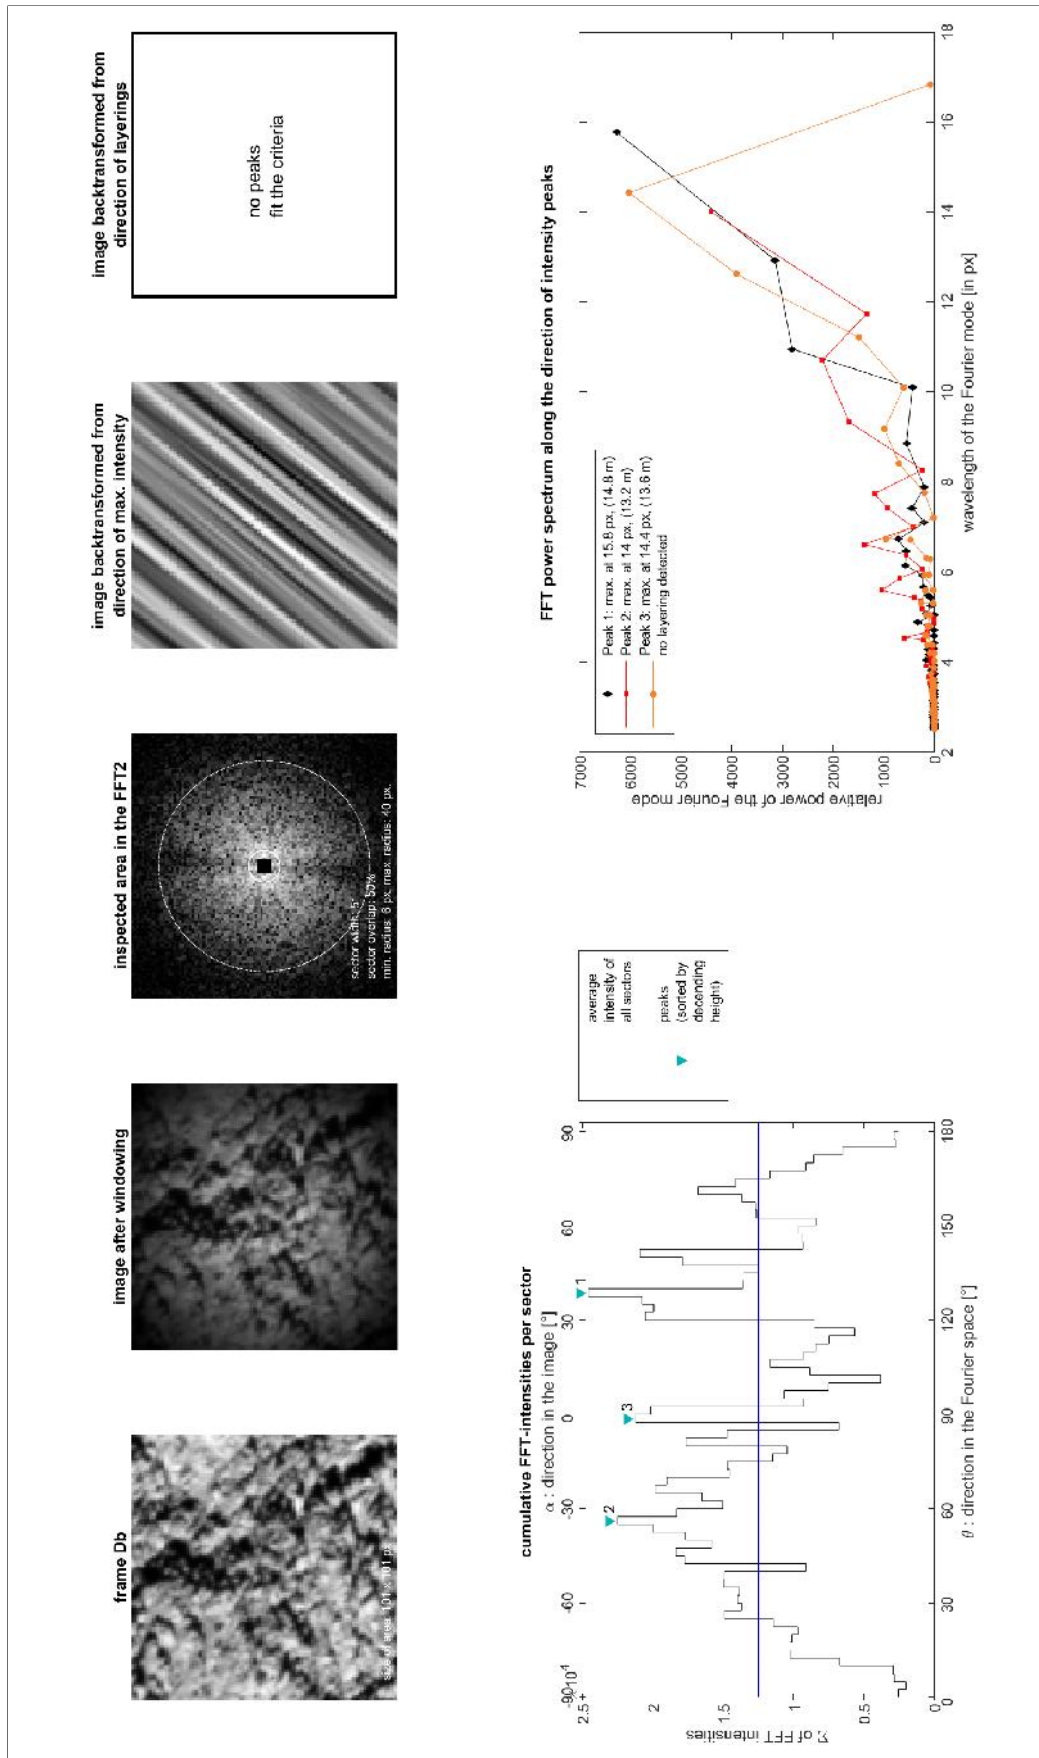 frame Db
size of area: 101 x 101 px
image after windowing
inspected area in the FFT2
sector width: 5°
sector overlap: 50%
min. radius: 6 px, max. radius: 40 px,
image backtransformed from
direction of max. intensity
image backtransformed from
direction of layerings
no peaks
fit the criteria
cumulative FFT-intensities per sector
α : direction in the image [°]
-90 -60 -30 0 30 60 90
10⁴
2.5
2
1.5
1
0.5
0
Σ of FFT intensities
1
2
3
0 30 60 90 120 150 180
θ : direction in the Fourier space [°]
average
intensity of
all sectors
peaks
(sorted by
decending
height)
FFT power spectrum along the direction of intensity peaks
Peak 1: max. at 15.8 px, (14.8 m)
Peak 2: max. at 14 px, (13.2 m)
Peak 3: max. at 14.4 px, (13.6 m)
no layering detected
7000
6000
5000
4000
3000
2000
1000
0
relative power of the Fourier mode
2 4 6 8 10 12 14 16 18
wavelength of the Fourier mode [in px]